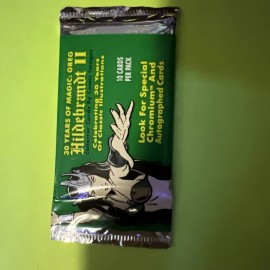 30 YEARS OF MAGIC: GREG
Hildebrandt II
Celebrating 30 Years
Of Classic Illustrations
10 CARDS
PER PACK
Look For Special
Chromium™ And
Autographed Cards